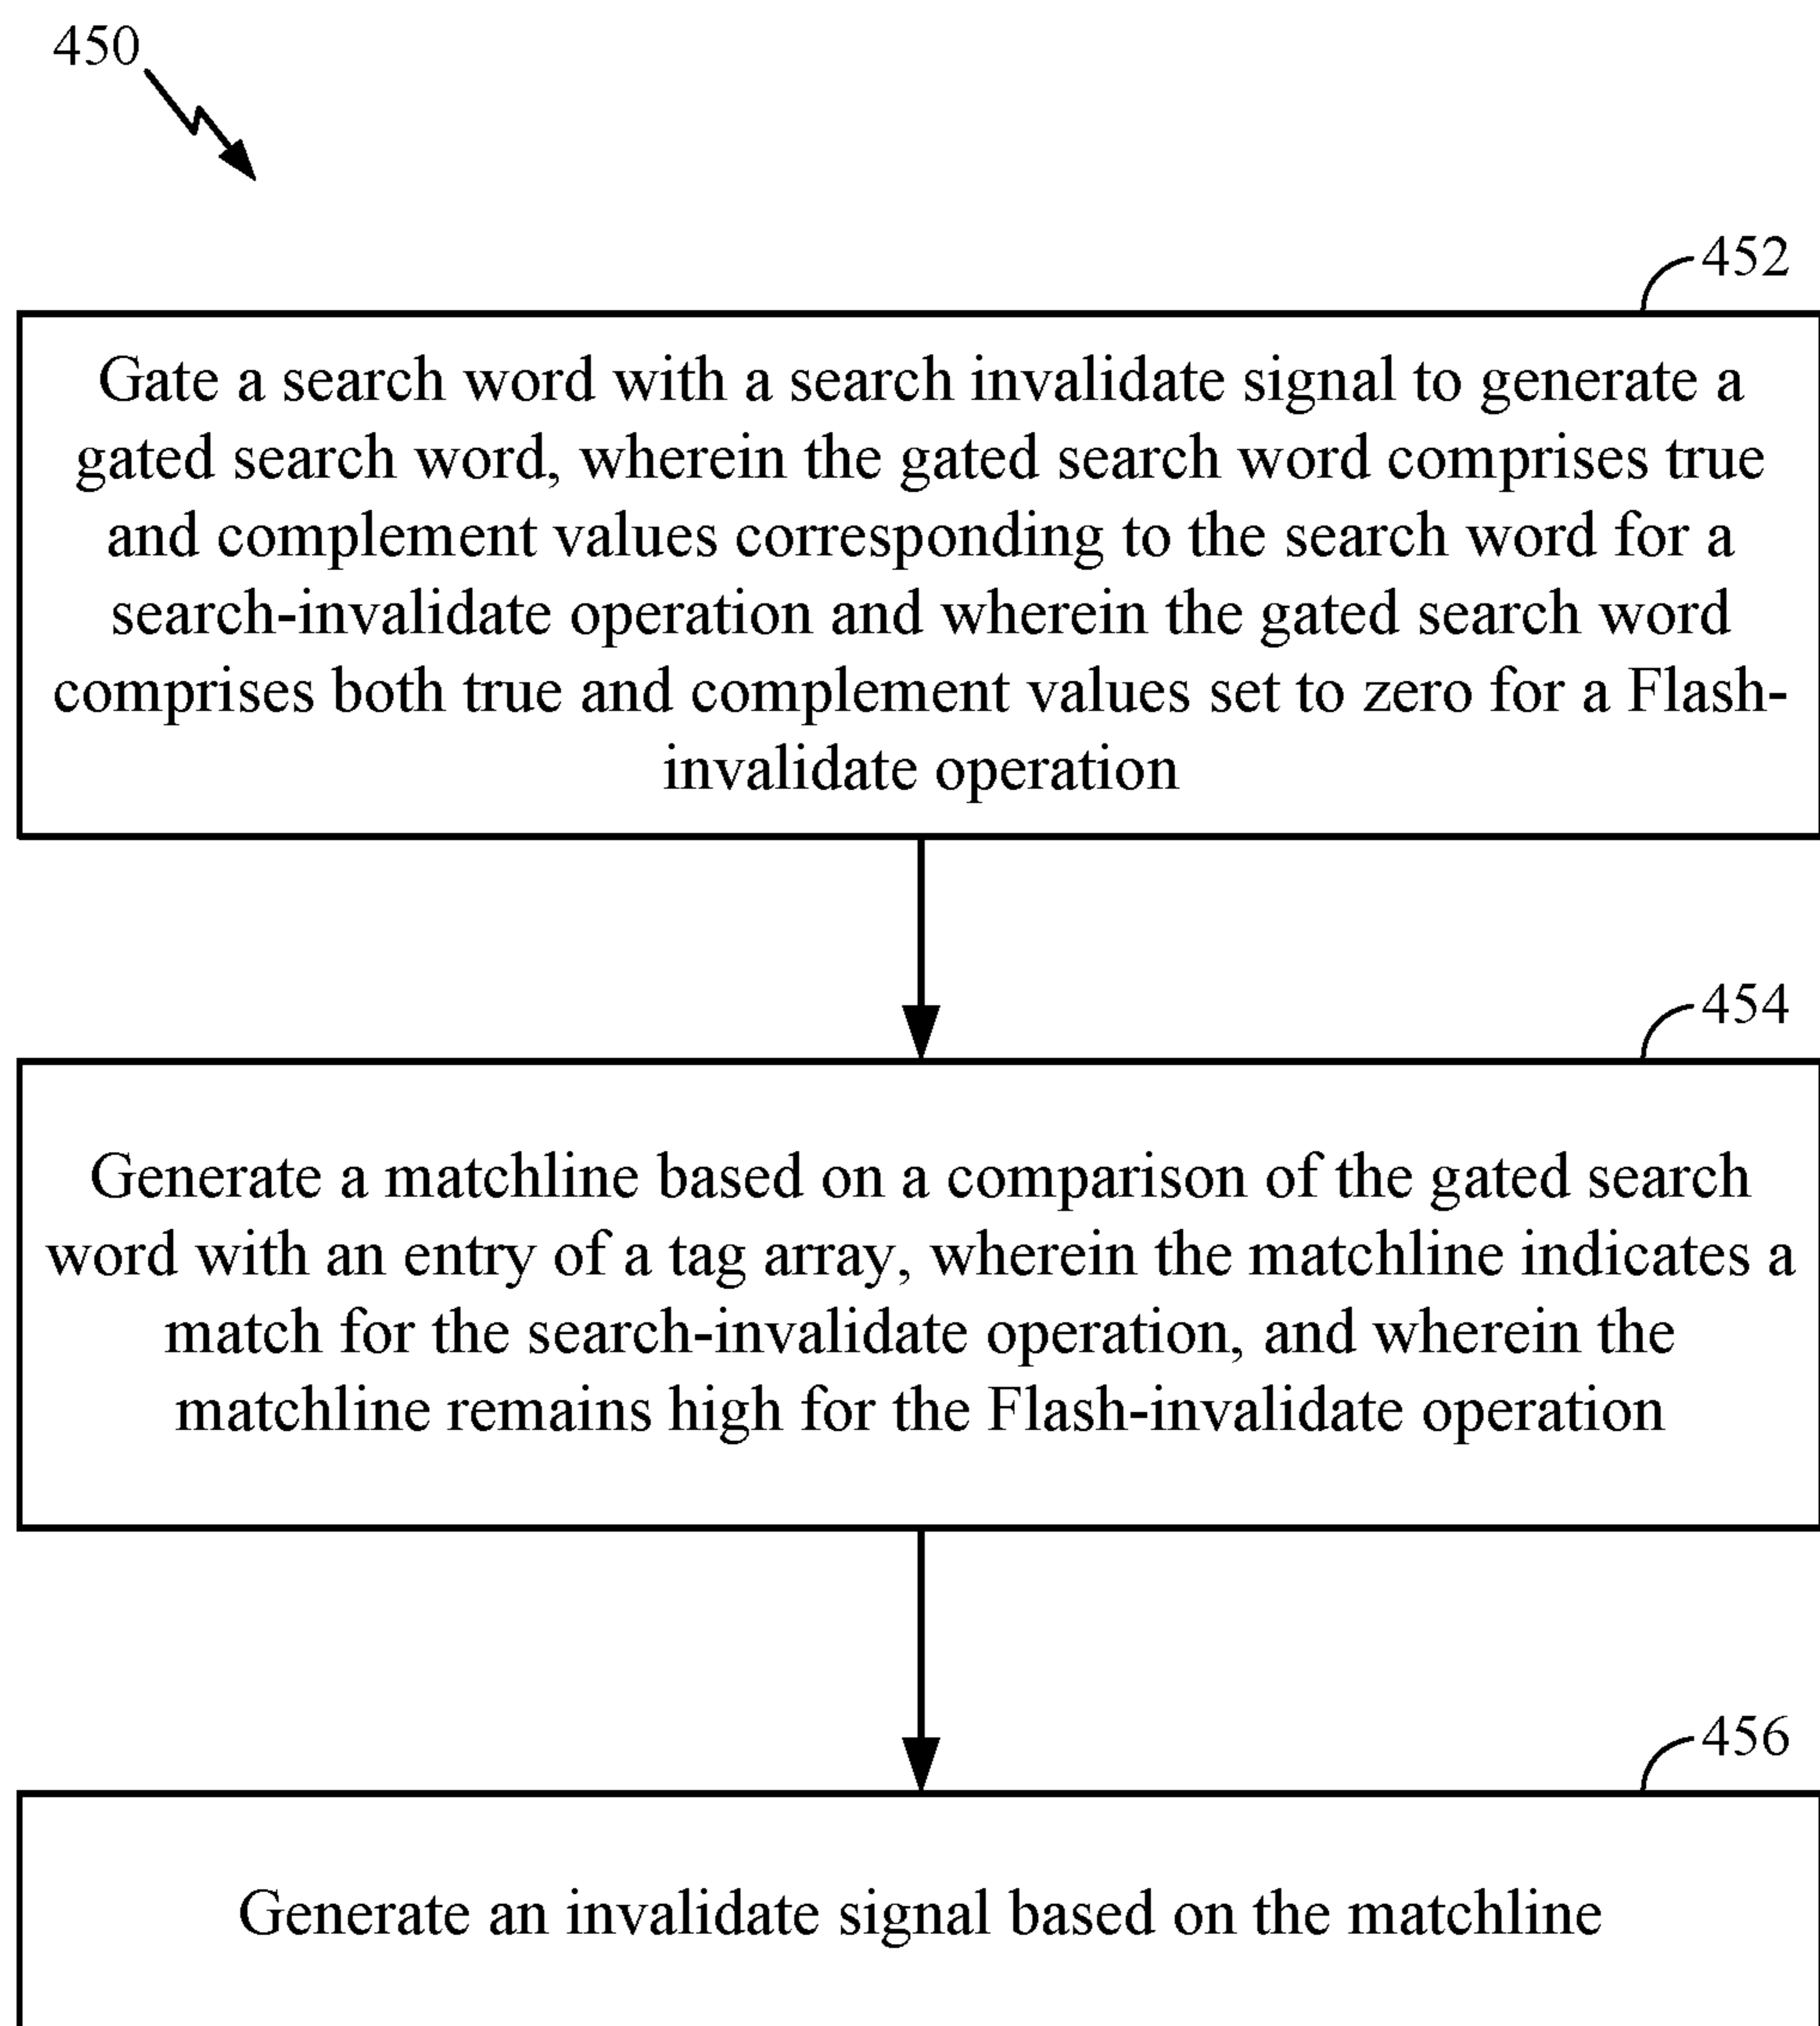 450
452
Gate a search word with a search invalidate signal to generate a
gated search word, wherein the gated search word comprises true
and complement values corresponding to the search word for a
search-invalidate operation and wherein the gated search word
comprises both true and complement values set to zero for a Flash-
invalidate operation
454
Generate a matchline based on a comparison of the gated search
word with an entry of a tag array, wherein the matchline indicates a
match for the search-invalidate operation, and wherein the
matchline remains high for the Flash-invalidate operation
456
Generate an invalidate signal based on the matchline